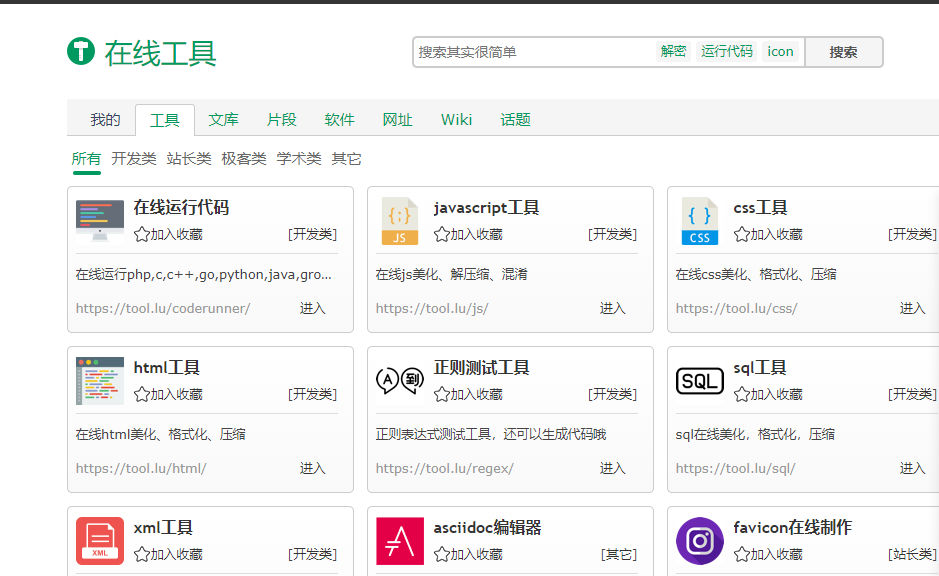 在线工具
搜索其实很简单 解密 运行代码 icon 搜索
我的 工具 文库 片段 软件 网址 Wiki 话题
所有 开发类 站长类 极客类 学术类 其它
在线运行代码
加入收藏 [开发类]
在线运行php,c,c++,go,python,java,gro...
https://tool.lu/coderunner/ 进入
JS
javascript工具
加入收藏 [开发类]
在线js美化、解压缩、混淆
https://tool.lu/js/ 进入
CSS
css工具
加入收藏 [开发类]
在线css美化、格式化、压缩
https://tool.lu/css/ 进入
html工具
加入收藏 [开发类]
在线html美化、格式化、压缩
https://tool.lu/html/ 进入
A 到
正则测试工具
加入收藏 [开发类]
正则表达式测试工具，还可以生成代码哦
https://tool.lu/regex/ 进入
SQL
sql工具
加入收藏 [开发类]
sql在线美化，格式化，压缩
https://tool.lu/sql/ 进入
XML
xml工具
加入收藏 [开发类]
asciidoc编辑器
加入收藏 [其它]
favicon在线制作
加入收藏 [站长类]